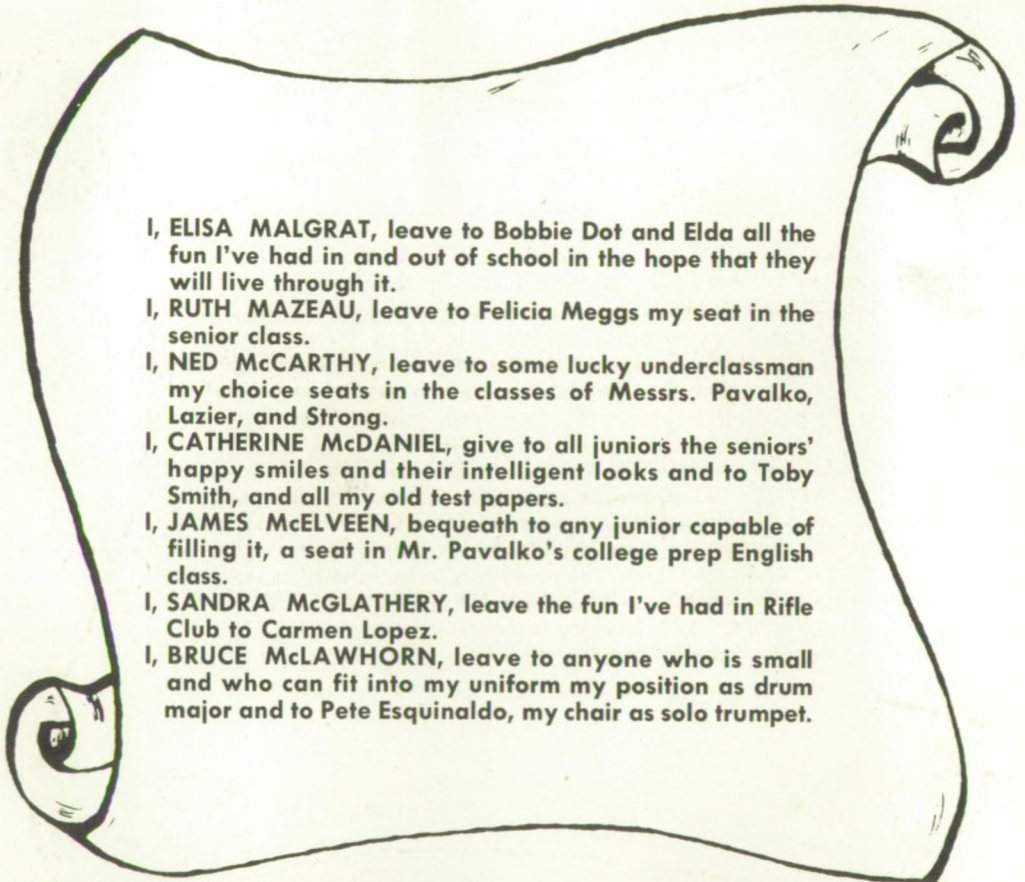 I, ELISA MALGRAT, leave to Bobbie Dot and Elda all the
fun I've had in and out of school in the hope that they
will live through it.
I, RUTH MAZEAU, leave to Felicia Meggs my seat in the
senior class.
I, NED McCARTHY, leave to some lucky underclassman
my choice seats in the classes of Messrs. Pavalko,
Lazier, and Strong.
I, CATHERINE McDANIEL, give to all juniors the seniors'
happy smiles and their intelligent looks and to Toby
Smith, and all my old test papers.
I, JAMES McELVEEN, bequeath to any junior capable of
filling it, a seat in Mr. Pavalko's college prep English
class.
I, SANDRA McGLATHERY, leave the fun I've had in Rifle
Club to Carmen Lopez.
I, BRUCE McLAWHORN, leave to anyone who is small
and who can fit into my uniform my position as drum
major and to Pete Esquinaldo, my chair as solo trumpet.